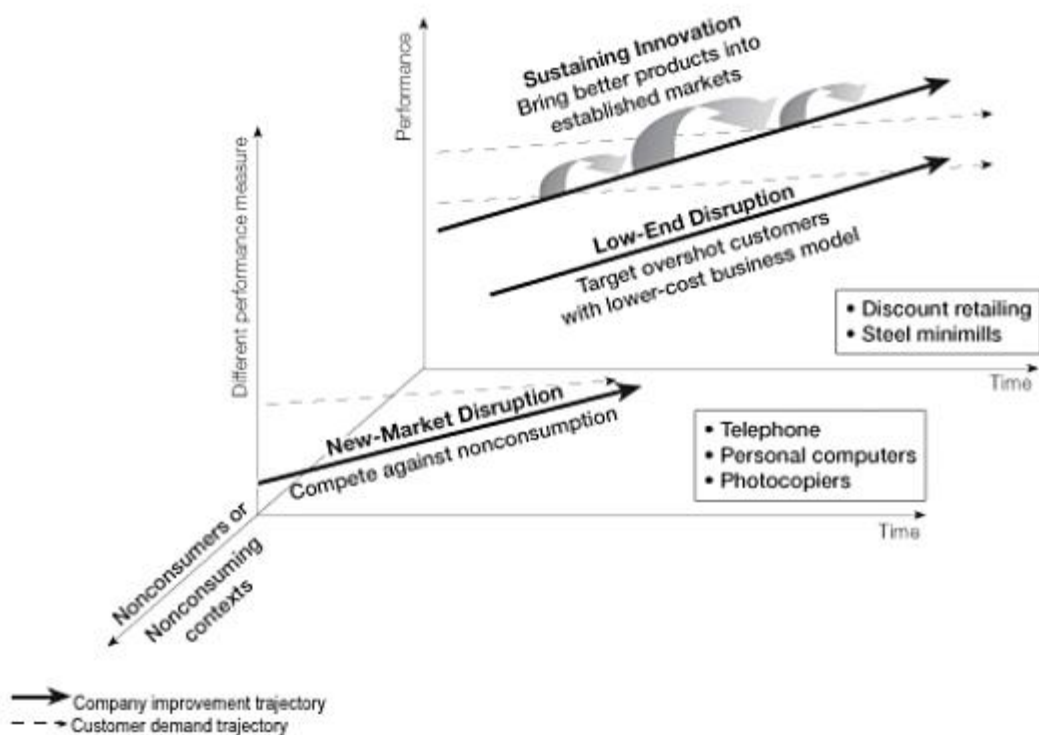 Performance
Sustaining Innovation
Bring better products into
established markets
Low-End Disruption
Target overshot customers
with lower-cost business model
• Discount retailing
• Steel minimills
Time
Different performance measure
New-Market Disruption
Compete against nonconsumption
• Telephone
• Personal computers
• Photocopiers
Time
Nonconsumers or
Nonconsuming
contexts
Company improvement trajectory
Customer demand trajectory